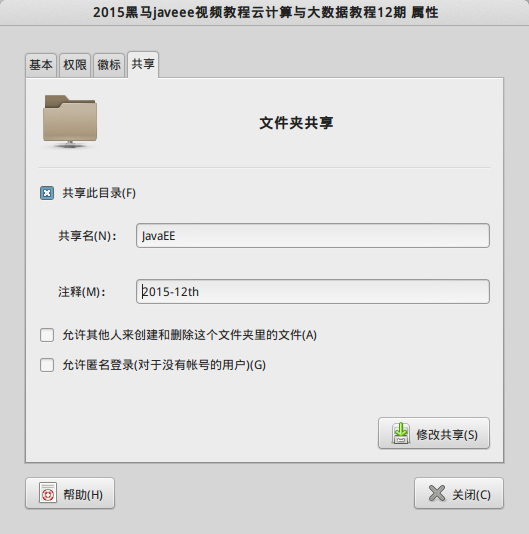 2015黑马javeee视频教程云计算与大数据教程12期 属性
基本 权限 徽标 共享
文件夹共享
共享此目录(F)
共享名(N)： JavaEE
注释(M)： 2015-12th
允许其他人来创建和删除这个文件夹里的文件(A)
允许匿名登录(对于没有帐号的用户)(G)
修改共享(S)
帮助(H) 关闭(C)